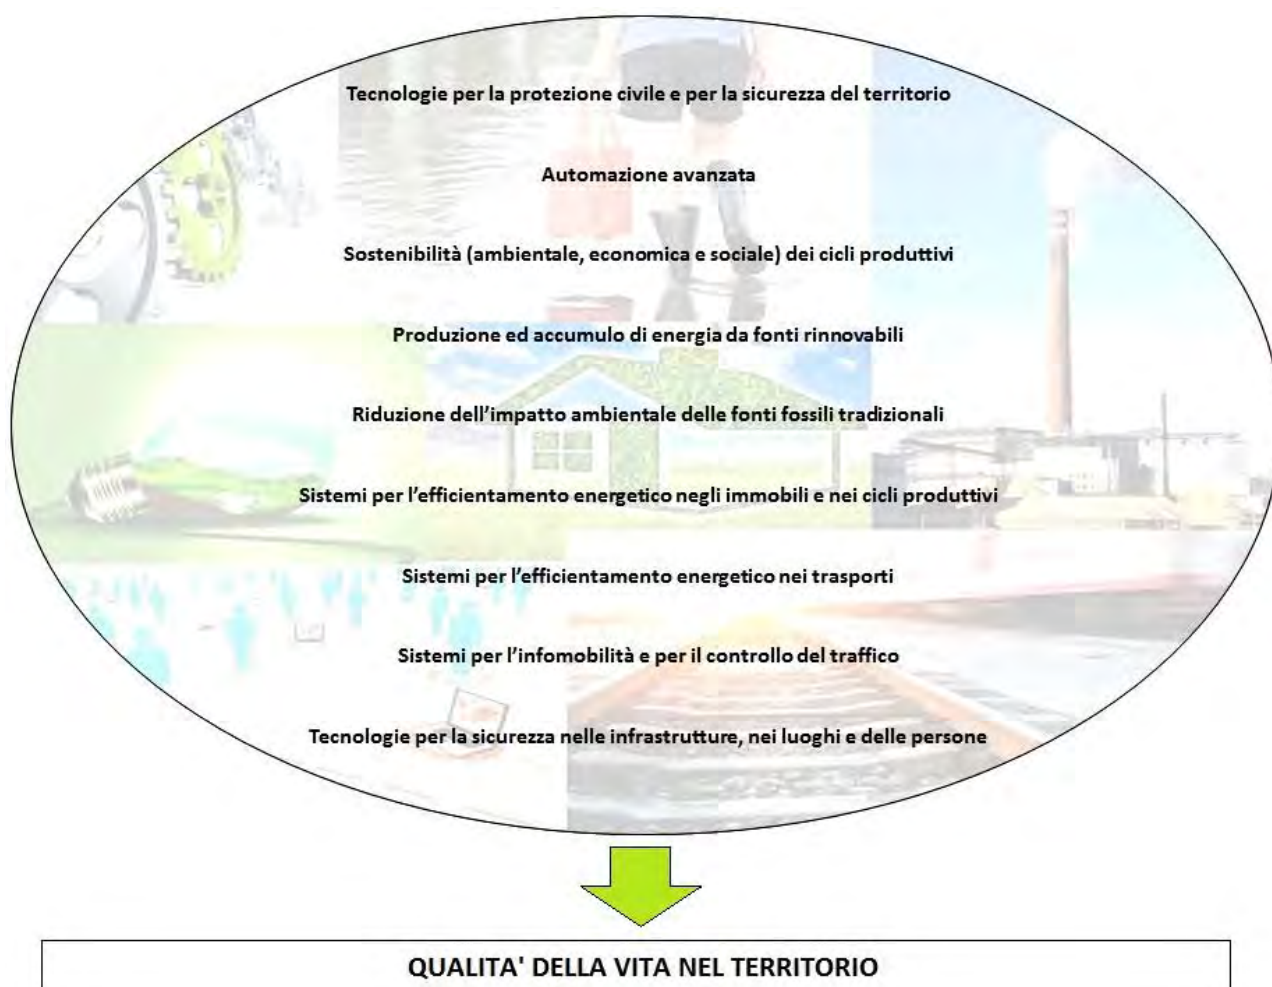 Tecnologie per la protezione civile e per la sicurezza del territorio
Automazione avanzata
Sostenibilità (ambientale, economica e sociale) dei cicli produttivi
Produzione ed accumulo di energia da fonti rinnovabili
Riduzione dell'impatto ambientale delle fonti fossili tradizionali
Sistemi per l'efficientamento energetico negli immobili e nei cicli produttivi
Sistemi per l'efficientamento energetico nei trasporti
Sistemi per l'infomobilità e per il controllo del traffico
Tecnologie per la sicurezza nelle infrastrutture, nei luoghi e delle persone
QUALITA' DELLA VITA NEL TERRITORIO